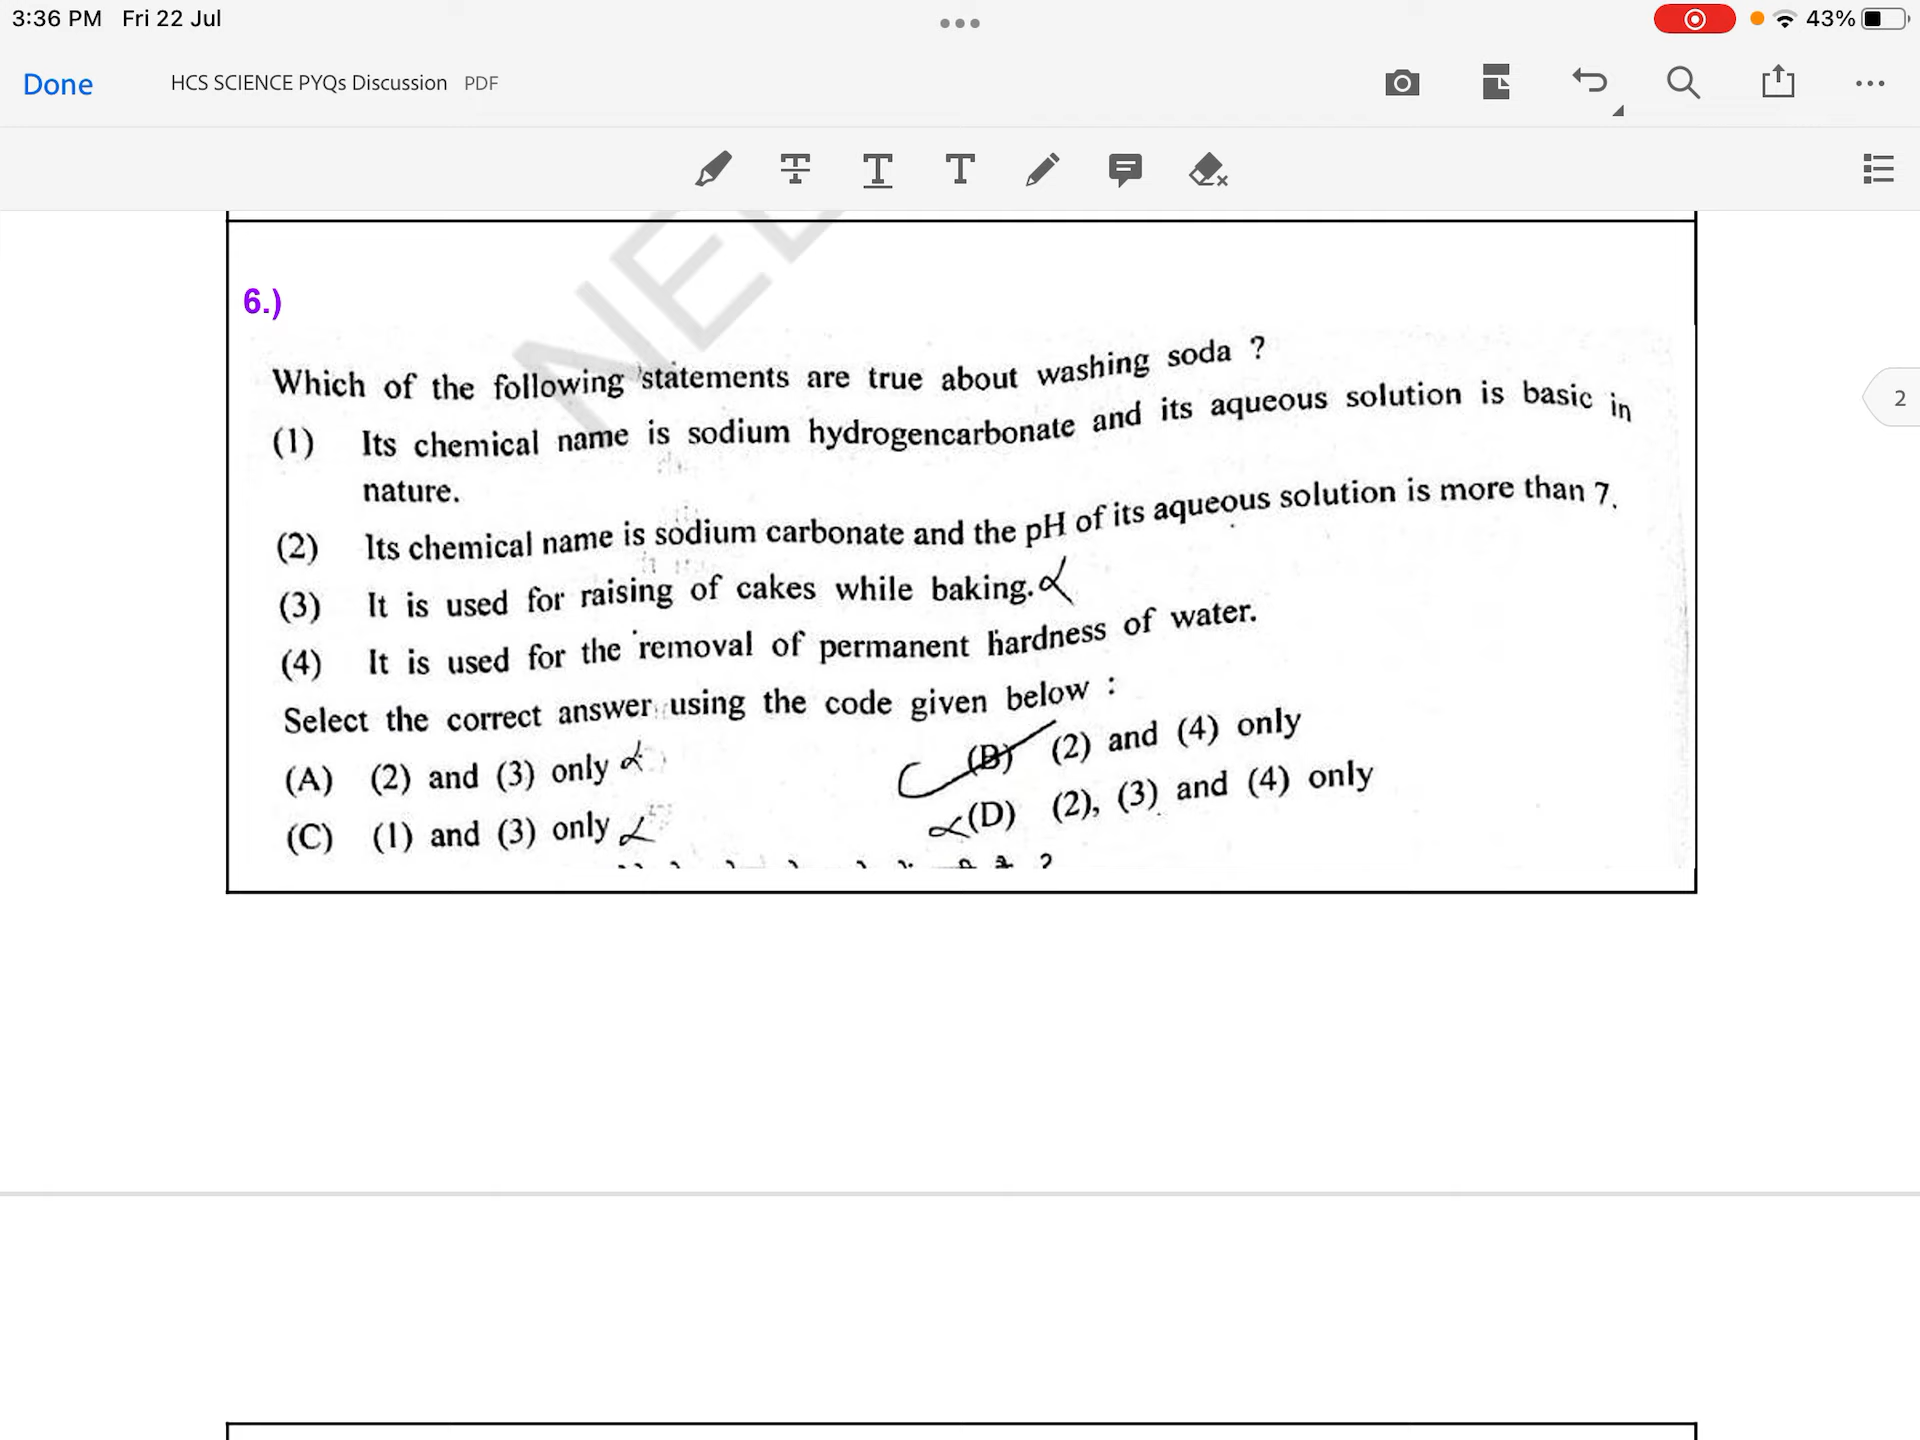 3:36 PM Fri 22 Jul
43%
Done
HCS SCIENCE PYQs Discussion PDF
T T T
2
6.)
Which of the following statements are true about washing soda ?
(1) Its chemical name is sodium hydrogencarbonate and its aqueous solution is basic in
nature.
(2) Its chemical name is sodium carbonate and the pH of its aqueous solution is more than 7.
(3) It is used for raising of cakes while baking.
(4) It is used for the removal of permanent hardness of water.
Select the correct answer using the code given below :
(A) (2) and (3) only (B) (2) and (4) only
(C) (1) and (3) only (D) (2), (3) and (4) only